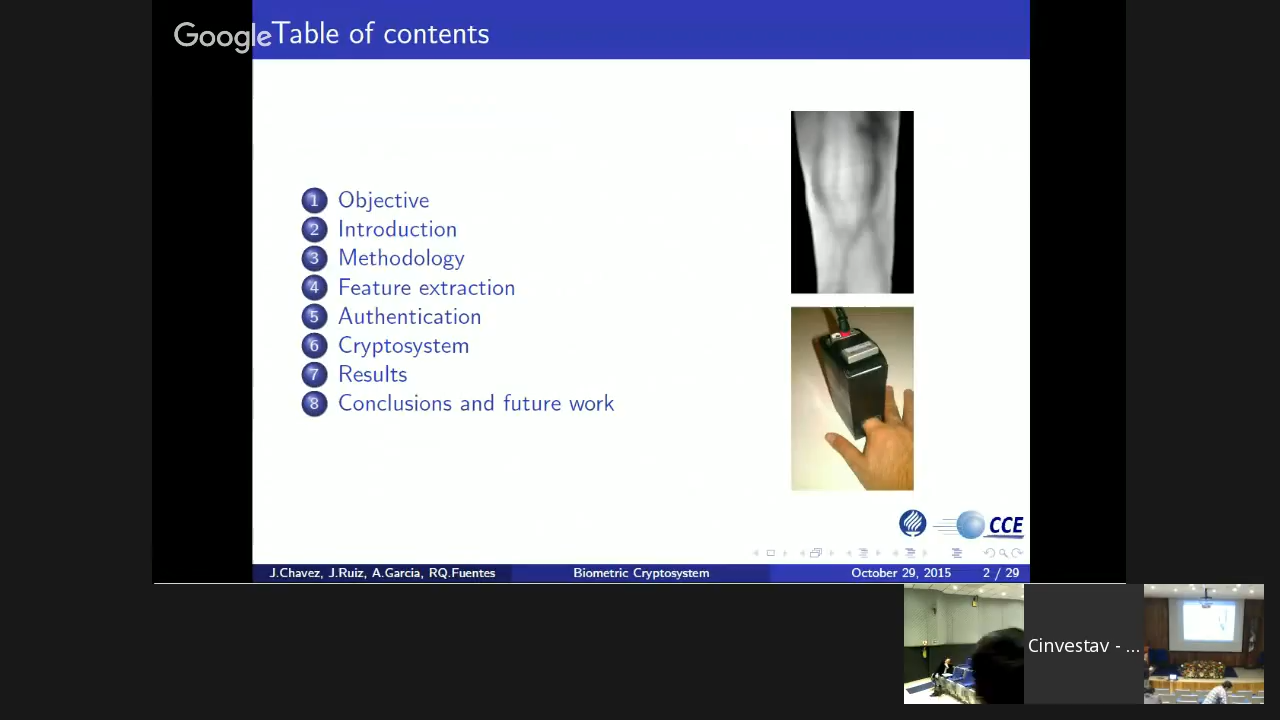 Google
Table of contents
1 Objective
2 Introduction
3 Methodology
4 Feature extraction
5 Authentication
6 Cryptosystem
7 Results
8 Conclusions and future work
CCE
J.Chavez, J.Ruiz, A.Garcia, RQ.Fuentes
Biometric Cryptosystem
October 29, 2015
2 / 29
Cinvestav - ...